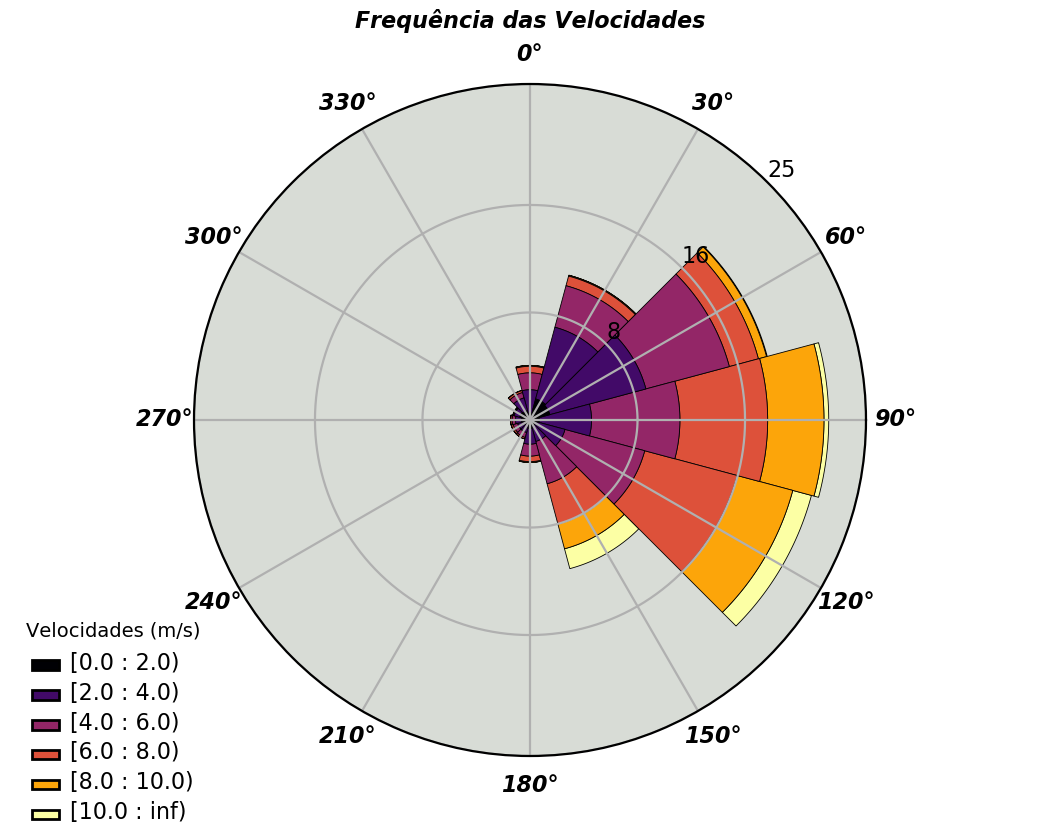 Frequência das Velocidades
0°
330°
30°
25
300°
60°
16
8
270°
90°
240°
120°
210°
150°
180°
Velocidades (m/s)
[0.0 : 2.0)
[2.0 : 4.0)
[4.0 : 6.0)
[6.0 : 8.0)
[8.0 : 10.0)
[10.0 : inf)